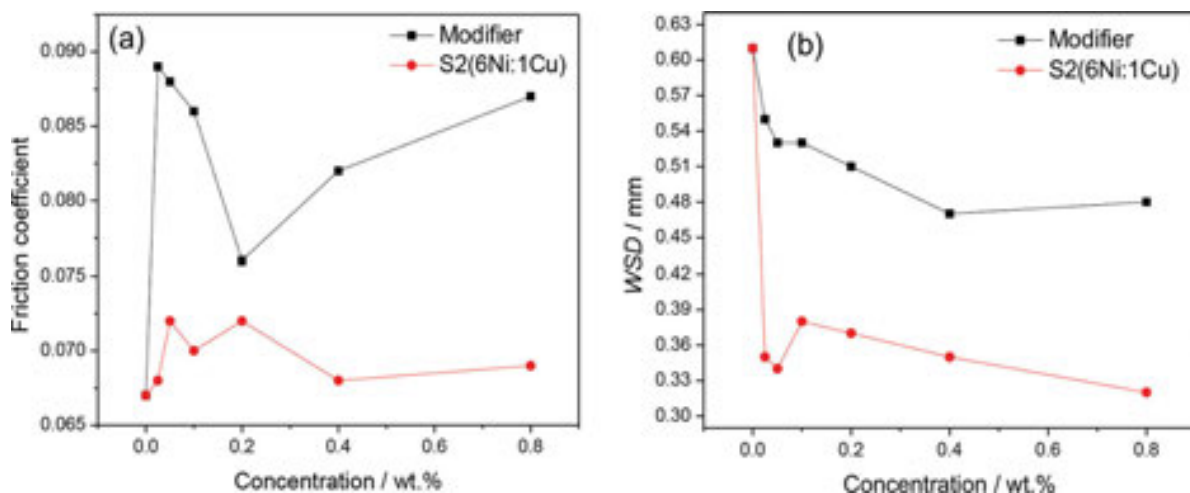 (a)
Modifier
S2(6Ni:1Cu)
0.090
0.085
0.080
0.075
0.070
0.065
Friction coefficient
0.0 0.2 0.4 0.6 0.8
Concentration / wt.%
(b)
Modifier
S2(6Ni:1Cu)
0.63
0.60
0.57
0.54
0.51
0.48
0.45
0.42
0.39
0.36
0.33
0.30
WSD / mm
0.0 0.2 0.4 0.6 0.8
Concentration / wt.%